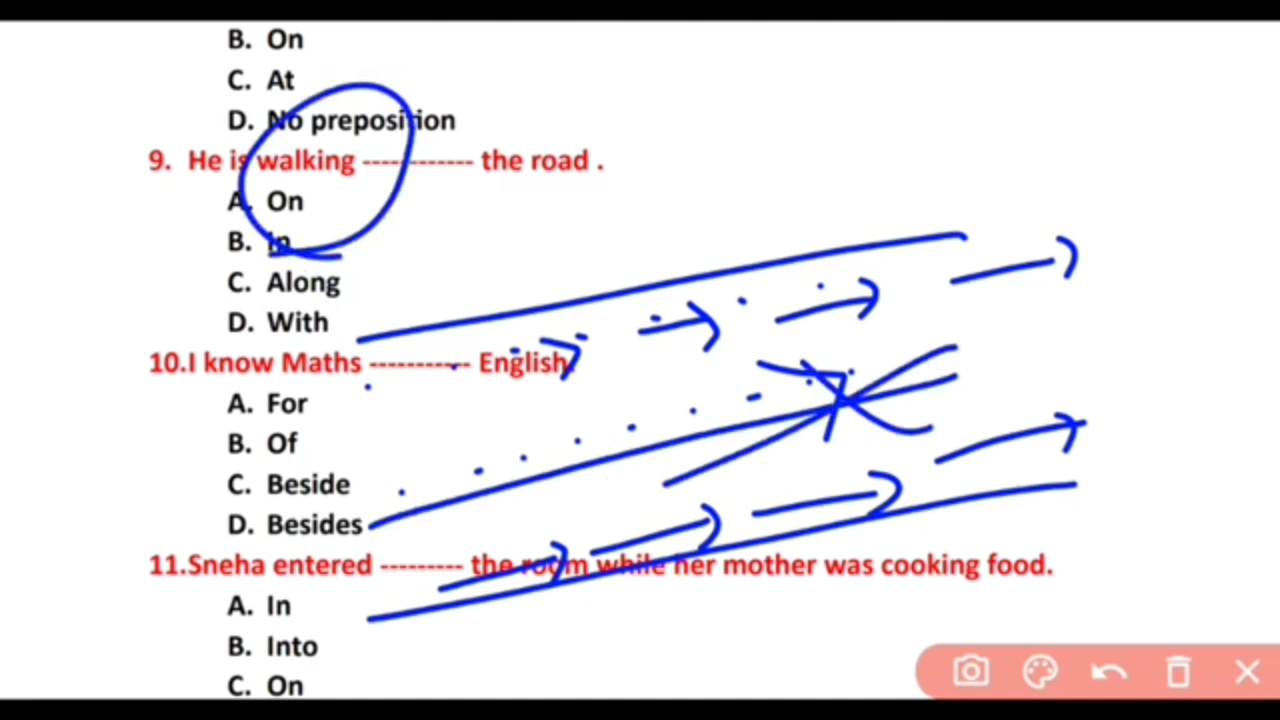 B. On
C. At
D. No preposition
9. He is walking ------------ the road .
A. On
B. In
C. Along
D. With
10.I know Maths ----------- English
A. For
B. Of
C. Beside
D. Besides
11.Sneha entered --------- the room while her mother was cooking food.
A. In
B. Into
C. On